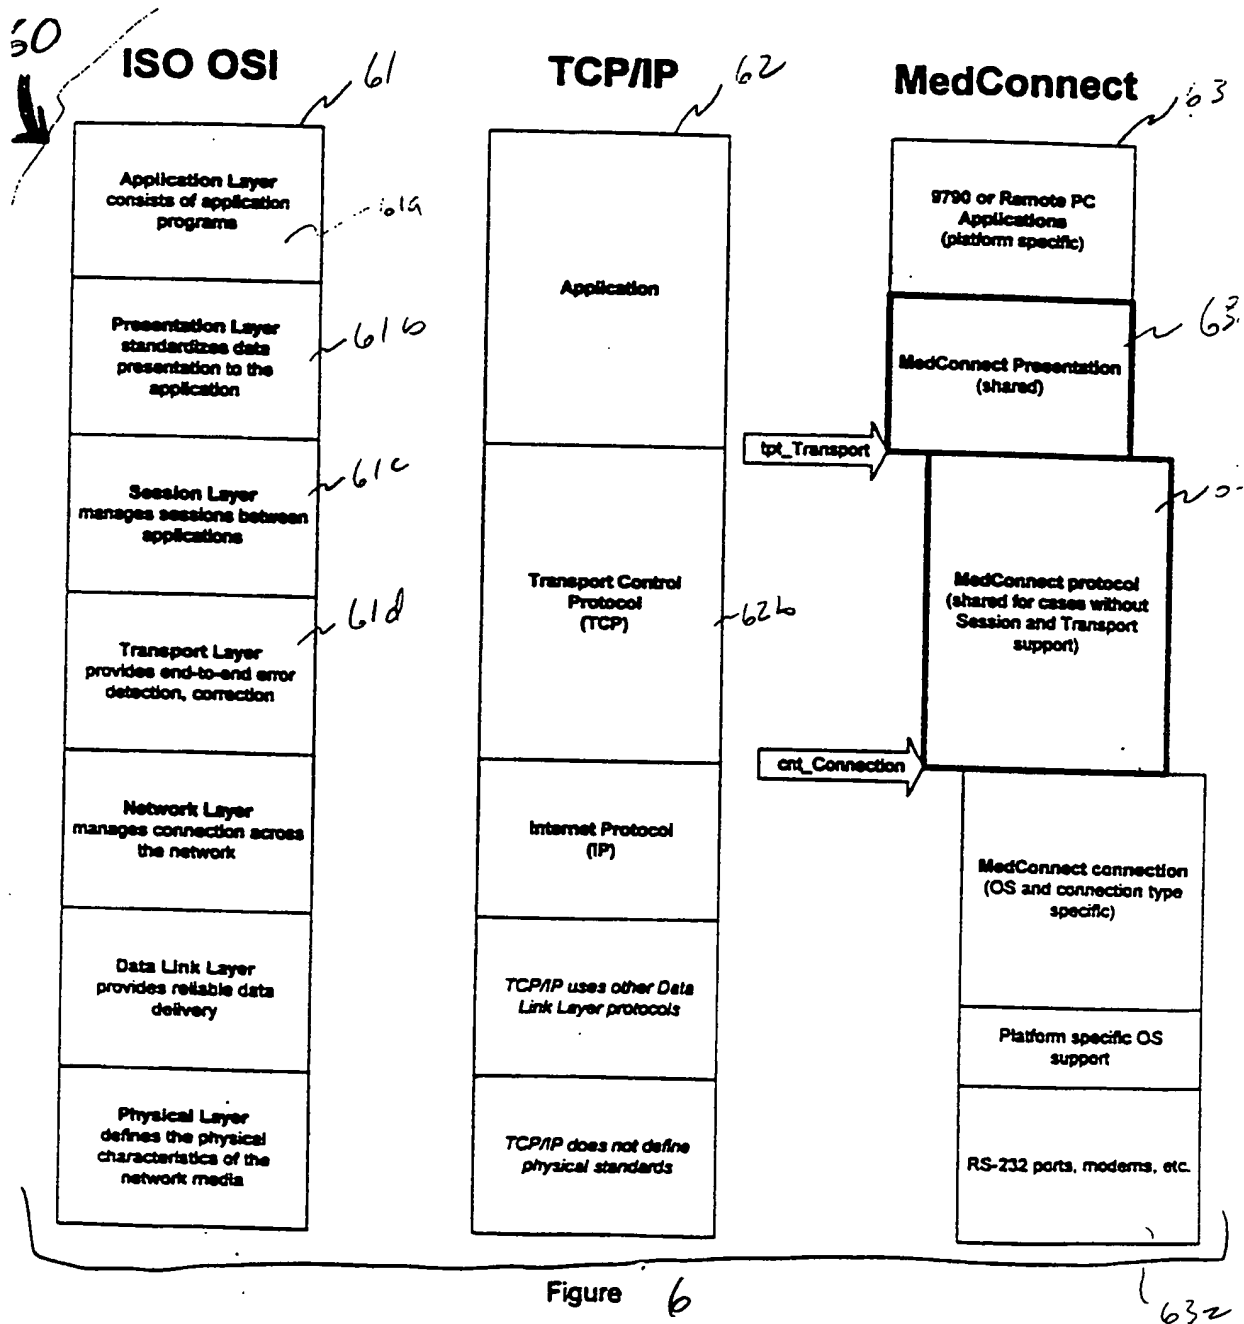 ISO OSI
61
Application Layer
consists of application
programs
61a
Presentation Layer
standardizes data
presentation to the
application
61b
Session Layer
manages sessions between
applications
61c
Transport Layer
provides end-to-end error
detection, correction
61d
Network Layer
manages connection across
the network
Data Link Layer
provides reliable data
delivery
Physical Layer
defines the physical
characteristics of the
network media
TCP/IP
62
Application
Transport Control
Protocol
(TCP)
62b
Internet Protocol
(IP)
TCP/IP uses other Data
Link Layer protocols
TCP/IP does not define
physical standards
MedConnect
63
9790 or Remote PC
Applications
(platform specific)
MedConnect Presentation
(shared)
63
tpt_Transport
MedConnect protocol
(shared for cases without
Session and Transport
support)
cnt_Connection
MedConnect connection
(OS and connection type
specific)
Platform specific OS
support
RS-232 ports, modems, etc.
Figure 6